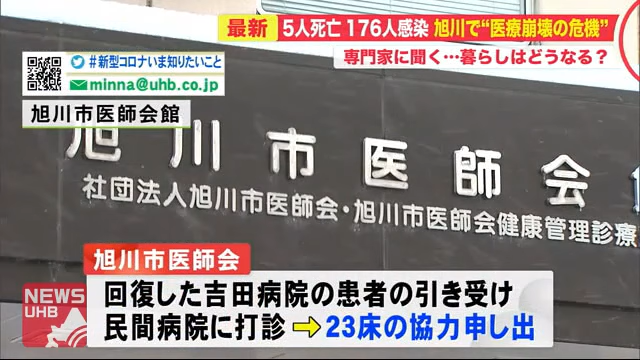 最新
5人死亡 176人感染 旭川で“医療崩壊の危機”
専門家に聞く…暮らしはどうなる？
#新型コロナいま知りたいこと
minna@uhb.co.jp
旭川市医師会館
旭川市医師会
社団法人旭川市医師会・旭川市医師会健康管理診療
旭川市医師会
回復した吉田病院の患者の引き受け
民間病院に打診→23床の協力申し出
NEWS
UHB